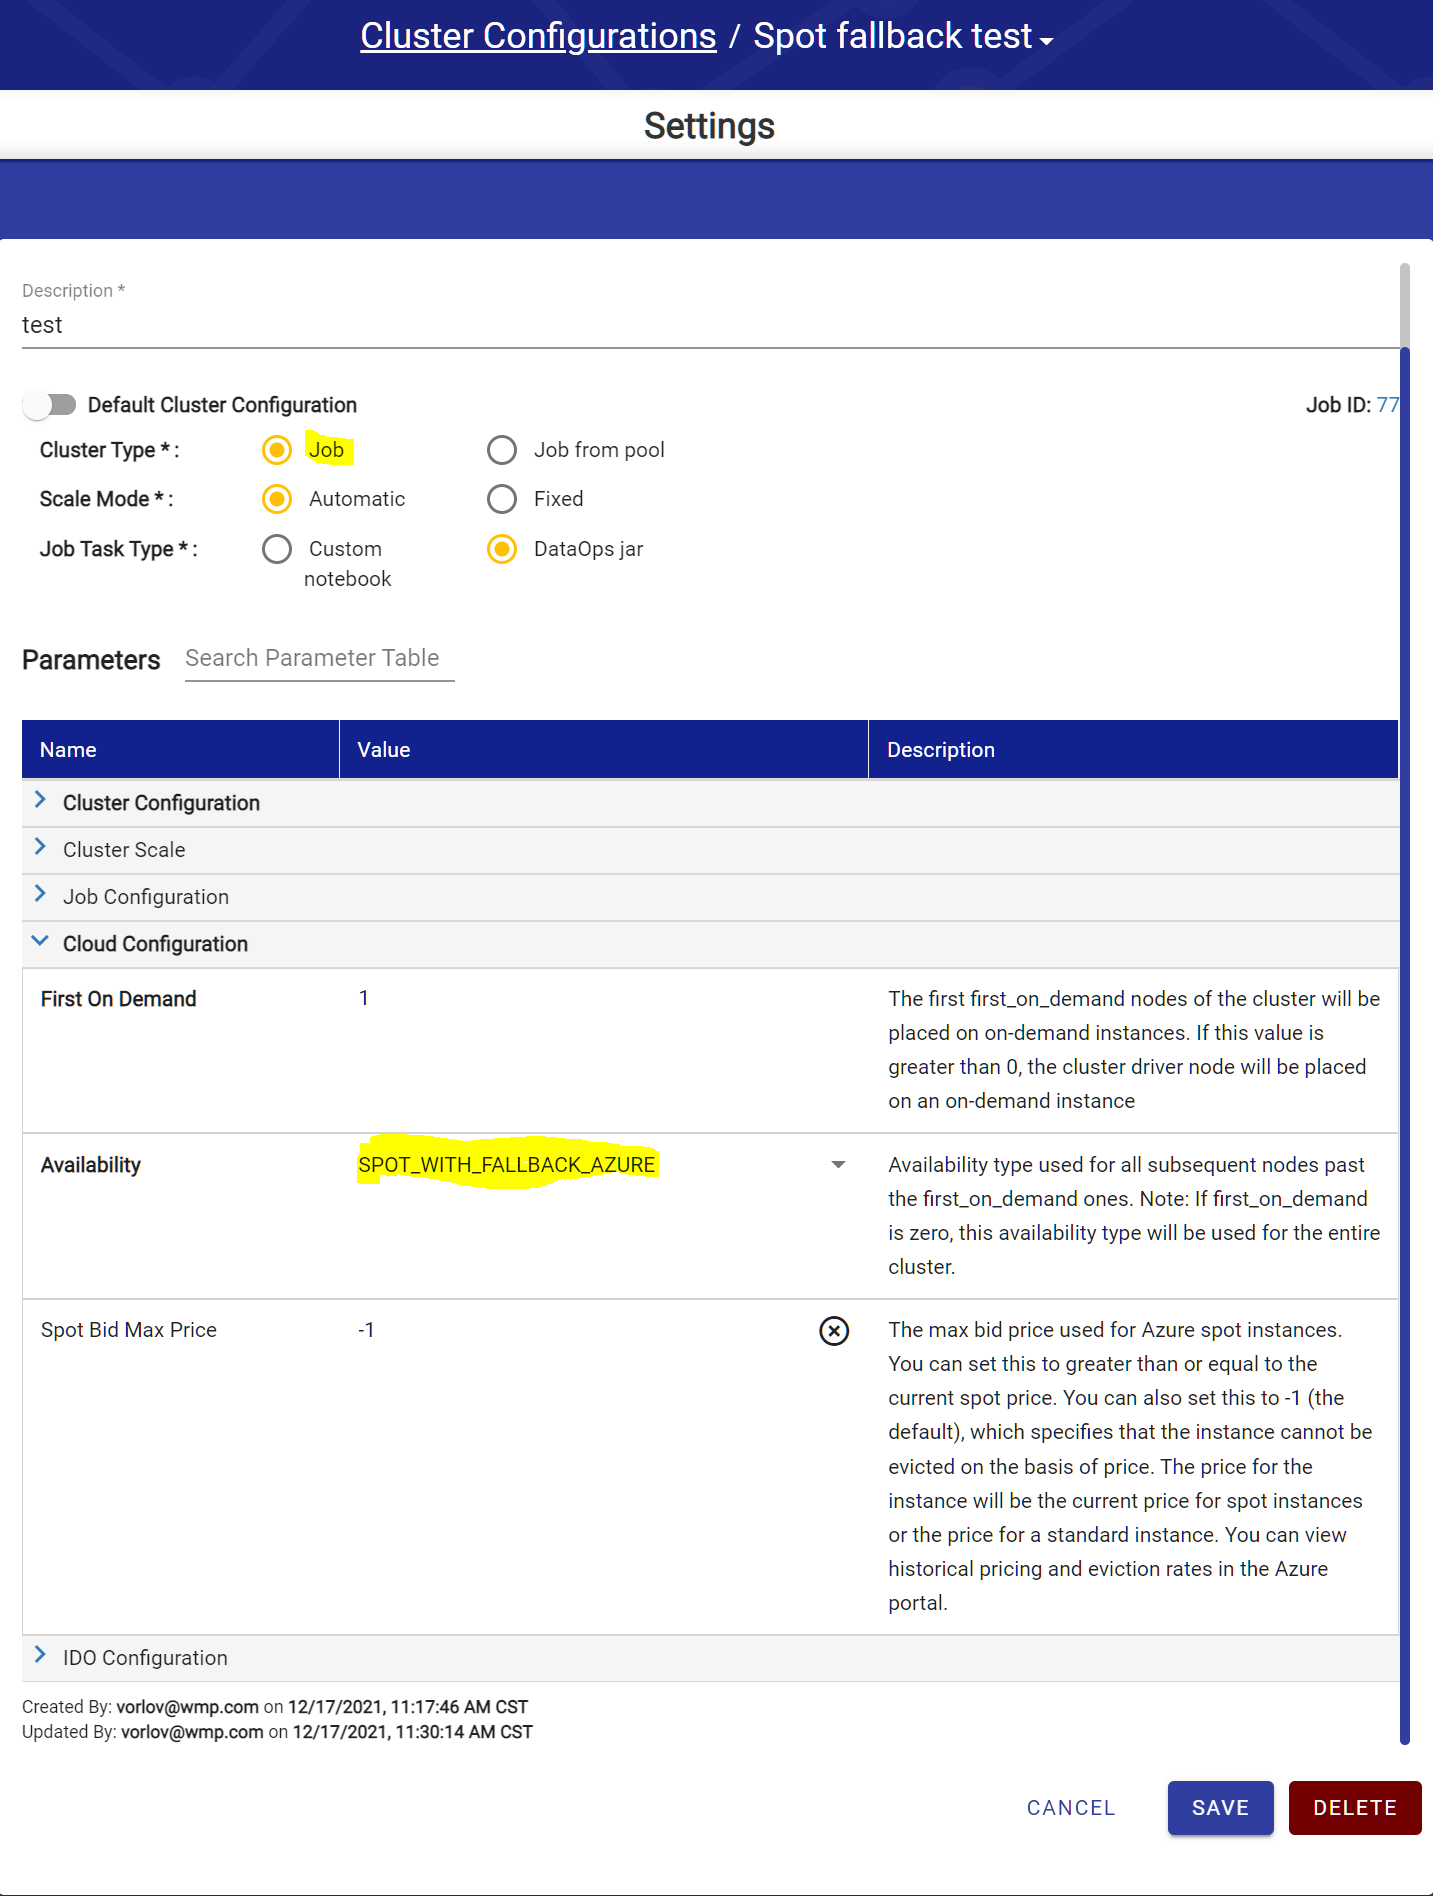 Cluster Configurations / Spot fallback test
Settings
Description *
test
Default Cluster Configuration
Job ID: 77
Cluster Type * :
Job
Job from pool
Scale Mode * :
Automatic
Fixed
Job Task Type * :
Custom
notebook
DataOps jar
Parameters
Search Parameter Table
Name
Value
Description
Cluster Configuration
Cluster Scale
Job Configuration
Cloud Configuration
First On Demand
1
The first first_on_demand nodes of the cluster will be
placed on on-demand instances. If this value is
greater than 0, the cluster driver node will be placed
on an on-demand instance
Availability
SPOT_WITH_FALLBACK_AZURE
Availability type used for all subsequent nodes past
the first_on_demand ones. Note: If first_on_demand
is zero, this availability type will be used for the entire
cluster.
Spot Bid Max Price
-1
The max bid price used for Azure spot instances.
You can set this to greater than or equal to the
current spot price. You can also set this to -1 (the
default), which specifies that the instance cannot be
evicted on the basis of price. The price for the
instance will be the current price for spot instances
or the price for a standard instance. You can view
historical pricing and eviction rates in the Azure
portal.
IDO Configuration
Created By: vorlov@wmp.com on 12/17/2021, 11:17:46 AM CST
Updated By: vorlov@wmp.com on 12/17/2021, 11:30:14 AM CST
CANCEL
SAVE
DELETE